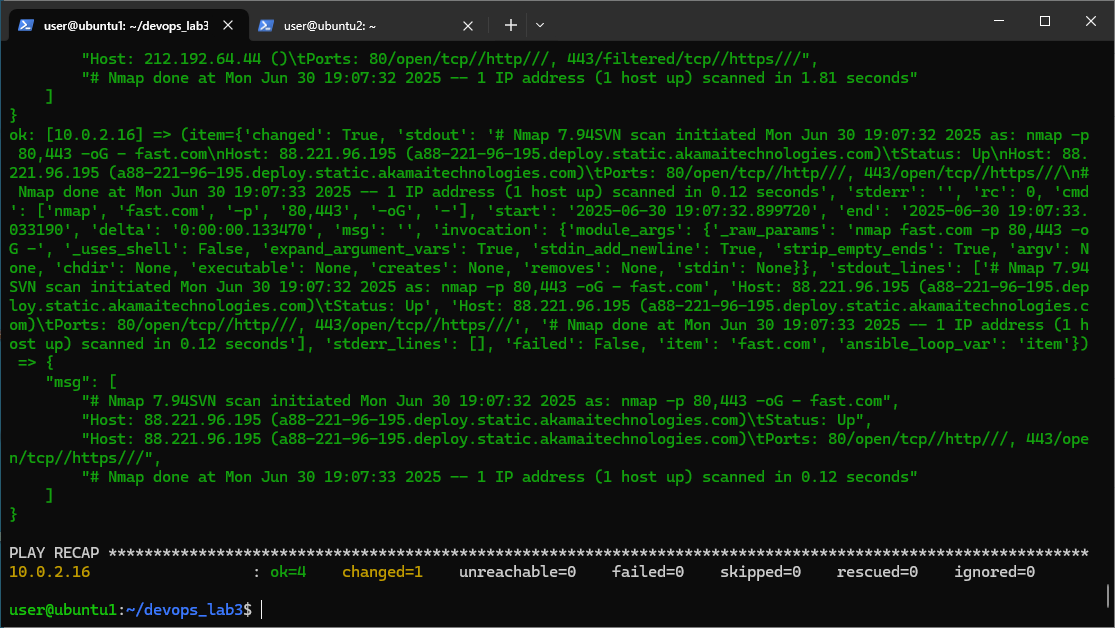 user@ubuntu1: ~/devops_lab3
user@ubuntu2: ~
"Host: 212.192.64.44 ()\tPorts: 80/open/tcp//http///, 443/filtered/tcp//https///",
"# Nmap done at Mon Jun 30 19:07:32 2025 -- 1 IP address (1 host up) scanned in 1.81 seconds"
]
}
ok: [10.0.2.16] => (item={'changed': True, 'stdout': '# Nmap 7.94SVN scan initiated Mon Jun 30 19:07:32 2025 as: nmap -p
80,443 -oG - fast.com\nHost: 88.221.96.195 (a88-221-96-195.deploy.static.akamaitechnologies.com)\tStatus: Up\nHost: 88.
221.96.195 (a88-221-96-195.deploy.static.akamaitechnologies.com)\tPorts: 80/open/tcp//http///, 443/open/tcp//https///\n#
Nmap done at Mon Jun 30 19:07:33 2025 -- 1 IP address (1 host up) scanned in 0.12 seconds', 'stderr': '', 'rc': 0, 'cmd
': ['nmap', 'fast.com', '-p', '80,443', '-oG', '-'], 'start': '2025-06-30 19:07:32.899720', 'end': '2025-06-30 19:07:33.
033190', 'delta': '0:00:00.133470', 'msg': '', 'invocation': {'module_args': {'_raw_params': 'nmap fast.com -p 80,443 -o
G -', '_uses_shell': False, 'expand_argument_vars': True, 'stdin_add_newline': True, 'strip_empty_ends': True, 'argv': N
one, 'chdir': None, 'executable': None, 'creates': None, 'removes': None, 'stdin': None}}, 'stdout_lines': ['# Nmap 7.94
SVN scan initiated Mon Jun 30 19:07:32 2025 as: nmap -p 80,443 -oG - fast.com', 'Host: 88.221.96.195 (a88-221-96-195.dep
loy.static.akamaitechnologies.com)\tStatus: Up', 'Host: 88.221.96.195 (a88-221-96-195.deploy.static.akamaitechnologies.c
om)\tPorts: 80/open/tcp//http///, 443/open/tcp//https///', '# Nmap done at Mon Jun 30 19:07:33 2025 -- 1 IP address (1 h
ost up) scanned in 0.12 seconds'], 'stderr_lines': [], 'failed': False, 'item': 'fast.com', 'ansible_loop_var': 'item'})
=> {
"msg": [
"# Nmap 7.94SVN scan initiated Mon Jun 30 19:07:32 2025 as: nmap -p 80,443 -oG - fast.com",
"Host: 88.221.96.195 (a88-221-96-195.deploy.static.akamaitechnologies.com)\tStatus: Up",
"Host: 88.221.96.195 (a88-221-96-195.deploy.static.akamaitechnologies.com)\tPorts: 80/open/tcp//http///, 443/ope
n/tcp//https///",
"# Nmap done at Mon Jun 30 19:07:33 2025 -- 1 IP address (1 host up) scanned in 0.12 seconds"
]
}
PLAY RECAP *************************************************************************************************************
10.0.2.16 : ok=4 changed=1 unreachable=0 failed=0 skipped=0 rescued=0 ignored=0
user@ubuntu1:~/devops_lab3$